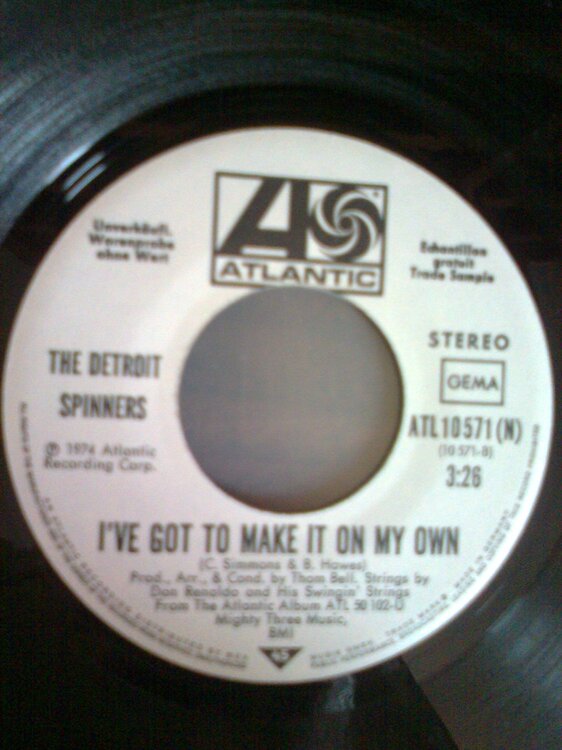 ATLANTIC
Unverkäufl.
Warenprobe
ohne Wert
Echantillon
gratuit
Trade Sample
THE DETROIT
SPINNERS
℗ 1974 Atlantic
Recording Corp.
STEREO
GEMA
ATL 10 571 (N)
(10 571-B)
3:26
I'VE GOT TO MAKE IT ON MY OWN
(C. Simmons & B. Hawes)
Prod., Arr., & Cond. by Thom Bell. Strings by
Don Renaldo and His Swingin' Strings
From The Atlantic Album ATL 50 102-U
Mighty Three Music,
BMI
45